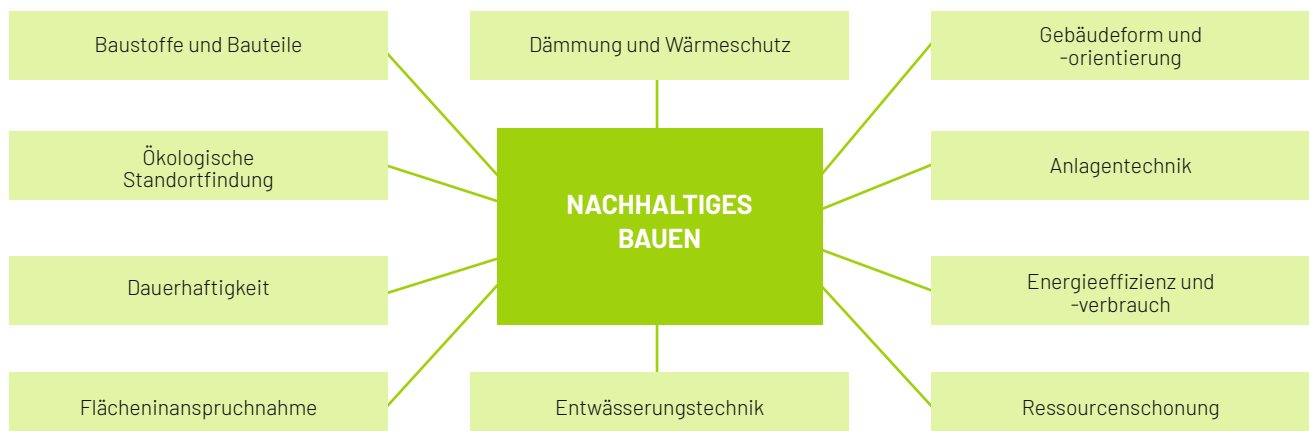 Baustoffe und Bauteile
Dämmung und Wärmeschutz
Gebäudeform und
-orientierung
Ökologische
Standortfindung
NACHHALTIGES
BAUEN
Anlagentechnik
Dauerhaftigkeit
Energieeffizienz und
-verbrauch
Flächeninanspruchnahme
Entwässerungstechnik
Ressourcenschonung